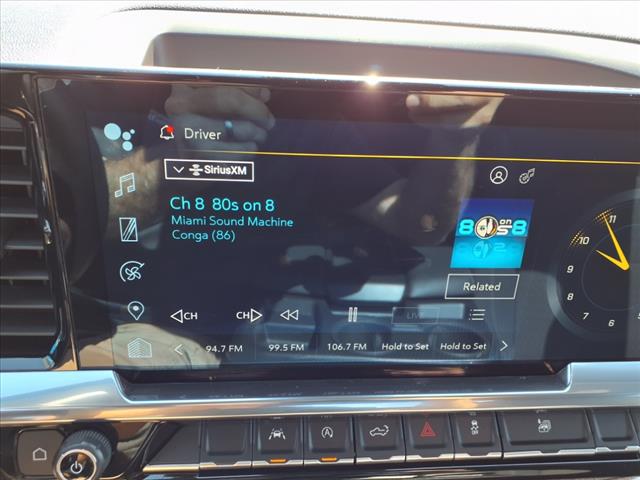 Driver
SiriusXM
Ch 8 80s on 8
Miami Sound Machine
Conga (86)
8 on 8
Related
CH CH LIVE
94.7 FM 99.5 FM 106.7 FM Hold to Set Hold to Set
11
10
9
8
7
6
5